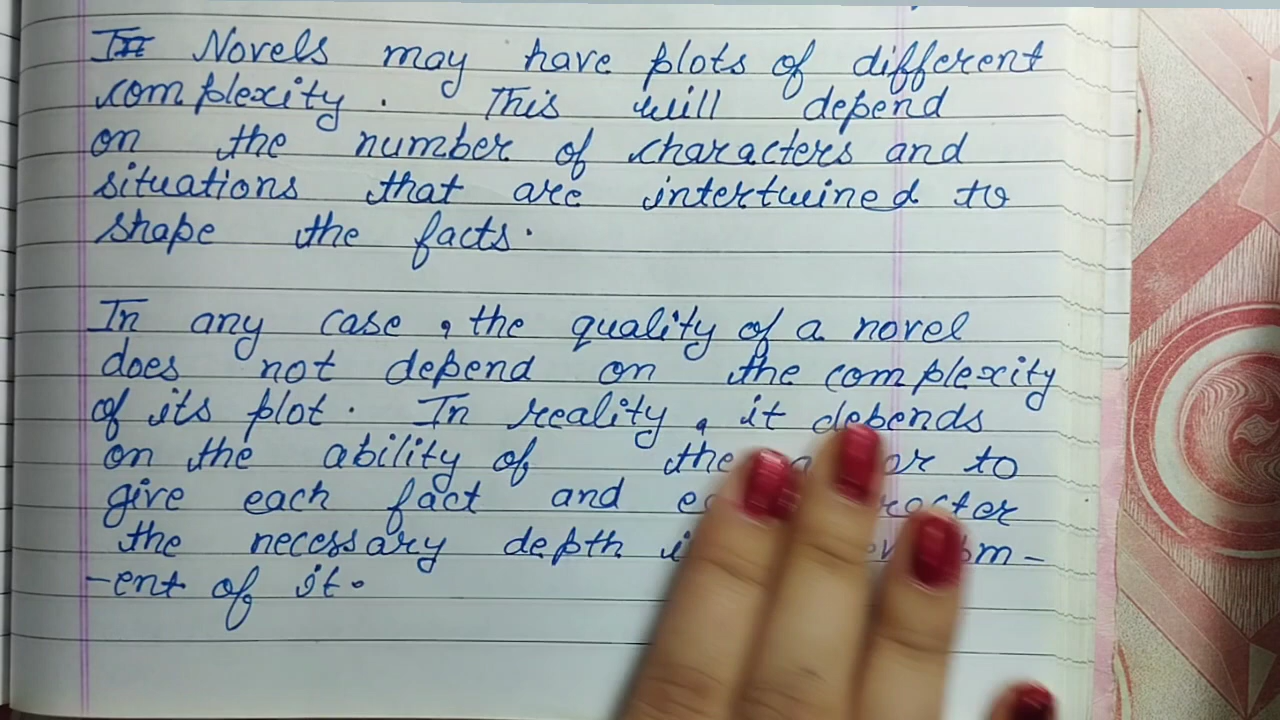 Novels may have plots of different
complexity. This will depend
on the number of characters and
situations that are intertwined to
shape the facts.
In any case, the quality of a novel
does not depend on the complexity
of its plot. In reality, it depends
on the ability of the to
give each fact and
the necessary depth
-ent of it.